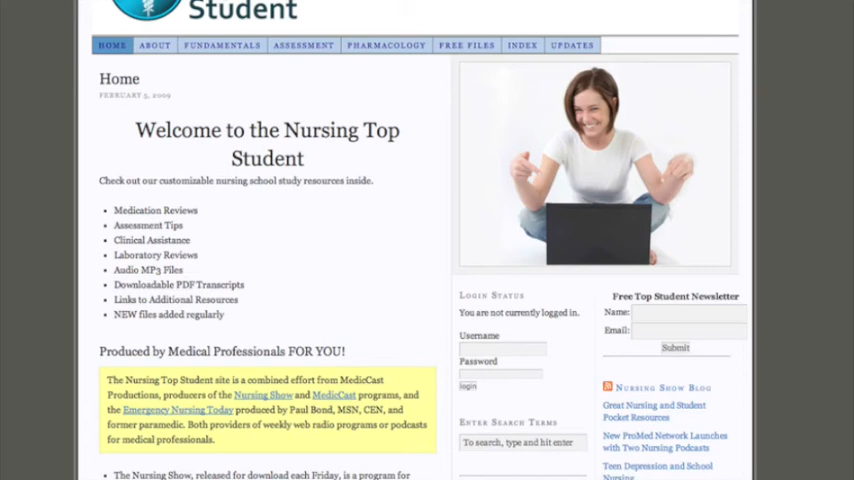 Student
HOME ABOUT FUNDAMENTALS ASSESSMENT PHARMACOLOGY FREE FILES INDEX UPDATES
Home
FEBRUARY 5, 2009
Welcome to the Nursing Top
Student
Check out our customizable nursing school study resources inside.
Medication Reviews
Assessment Tips
Clinical Assistance
Laboratory Reviews
Audio MP3 Files
Downloadable PDF Transcripts
Links to Additional Resources
NEW files added regularly
Produced by Medical Professionals FOR YOU!
The Nursing Top Student site is a combined effort from MedicCast
Productions, producers of the Nursing Show and MedicCast programs, and
the Emergency Nursing Today produced by Paul Bond, MSN, CEN, and
former paramedic. Both providers of weekly web radio programs or podcasts
for medical professionals.
The Nursing Show, released for download each Friday, is a program for
LOGIN STATUS
You are not currently logged in.
Username
Password
login
ENTER SEARCH TERMS
To search, type and hit enter
Free Top Student Newsletter
Name:
Email:
Submit
NURSING SHOW BLOG
Great Nursing and Student
Pocket Resources
New ProMed Network Launches
with Two Nursing Podcasts
Teen Depression and School
Nursing